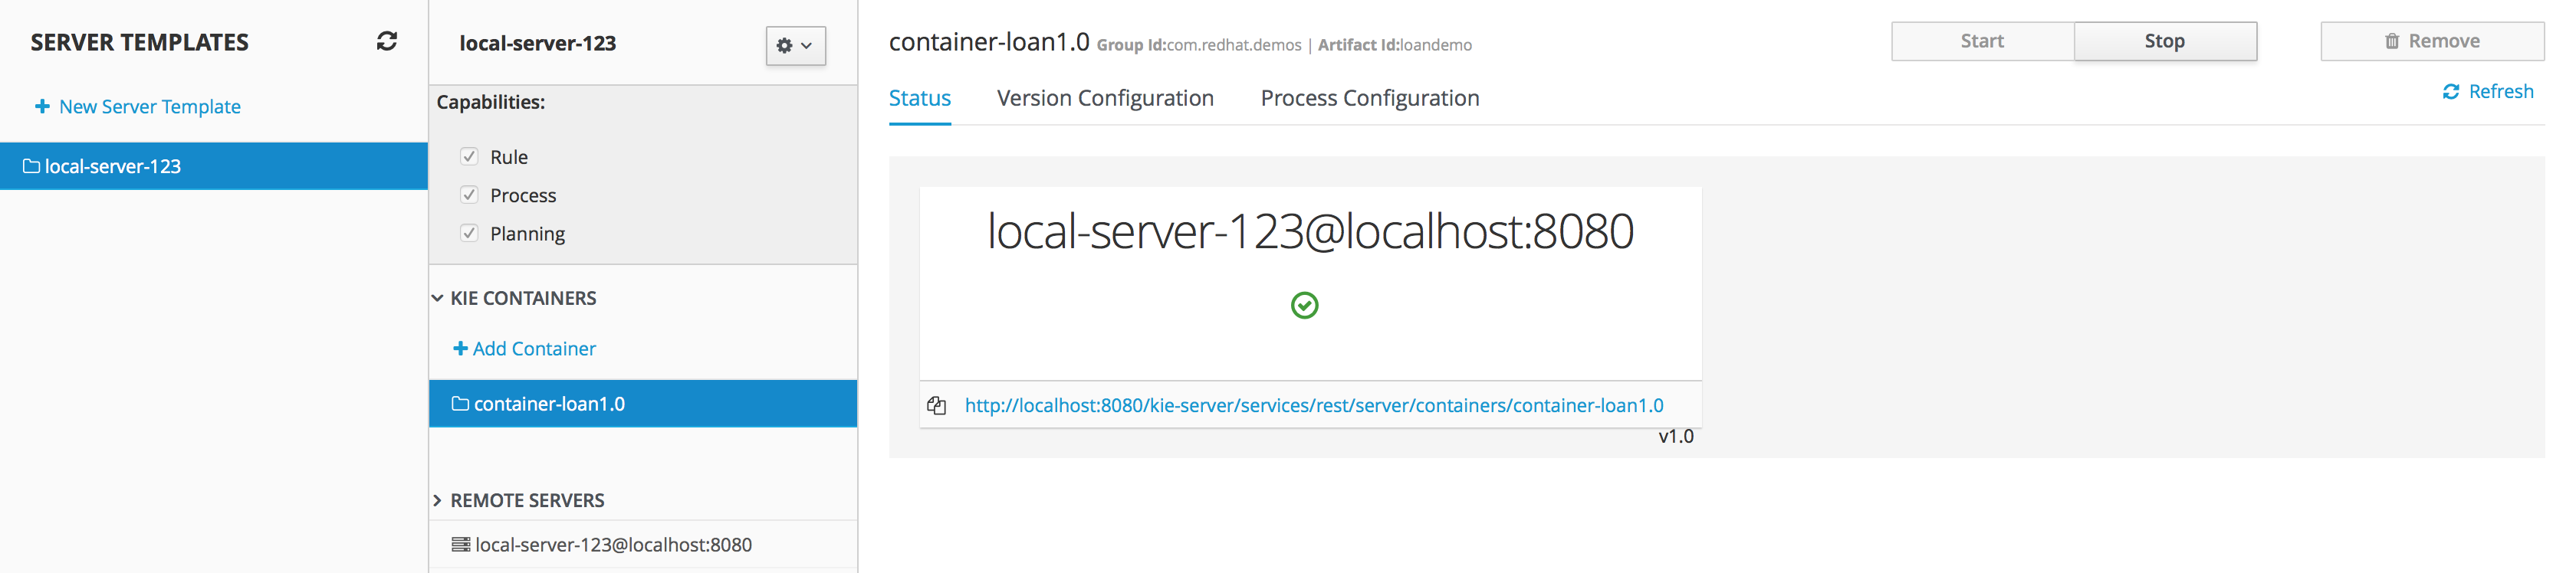 SERVER TEMPLATES
New Server Template
local-server-123
local-server-123
Capabilities:
Rule
Process
Planning
KIE CONTAINERS
Add Container
container-loan1.0
REMOTE SERVERS
local-server-123@localhost:8080
container-loan1.0 Group Id:com.redhat.demos | Artifact Id:loandemo
Start Stop Remove
Status Version Configuration Process Configuration
Refresh
local-server-123@localhost:8080
http://localhost:8080/kie-server/services/rest/server/containers/container-loan1.0
v1.0